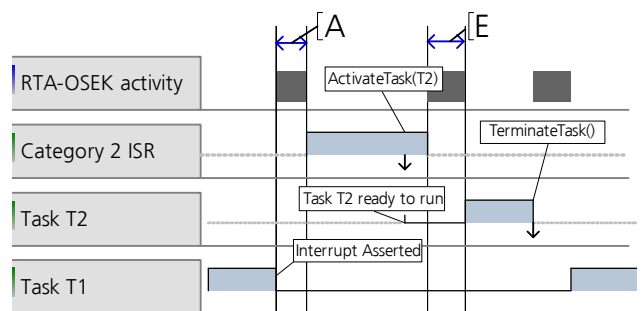 [A
[E
RTA-OSEK activity
ActivateTask(T2)
Category 2 ISR
TerminateTask()
Task T2 ready to run
Task T2
Interrupt Asserted
Task T1